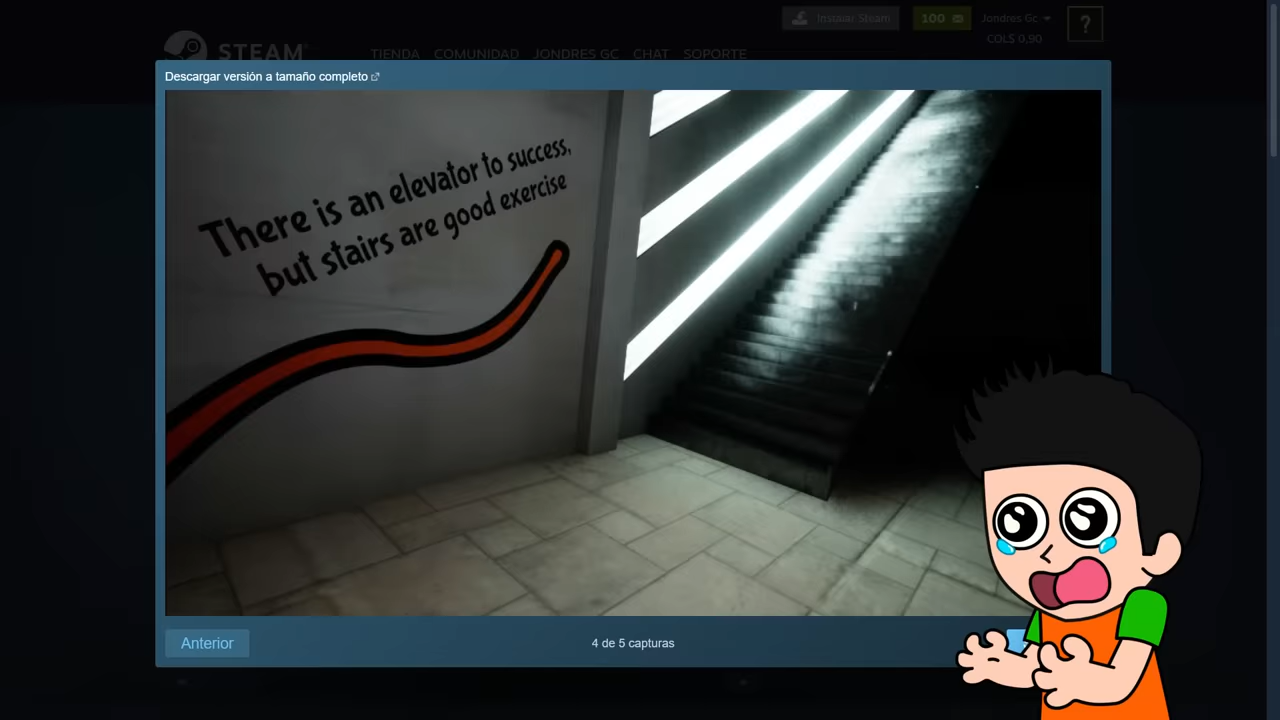 Instalar Steam
100
Jondres Gc
?
COL$ 0,90
STEAM
TIENDA COMUNIDAD JONDRES GC CHAT SOPORTE
Descargar versión a tamaño completo
There is an elevator to success,
but stairs are good exercise
Anterior
4 de 5 capturas